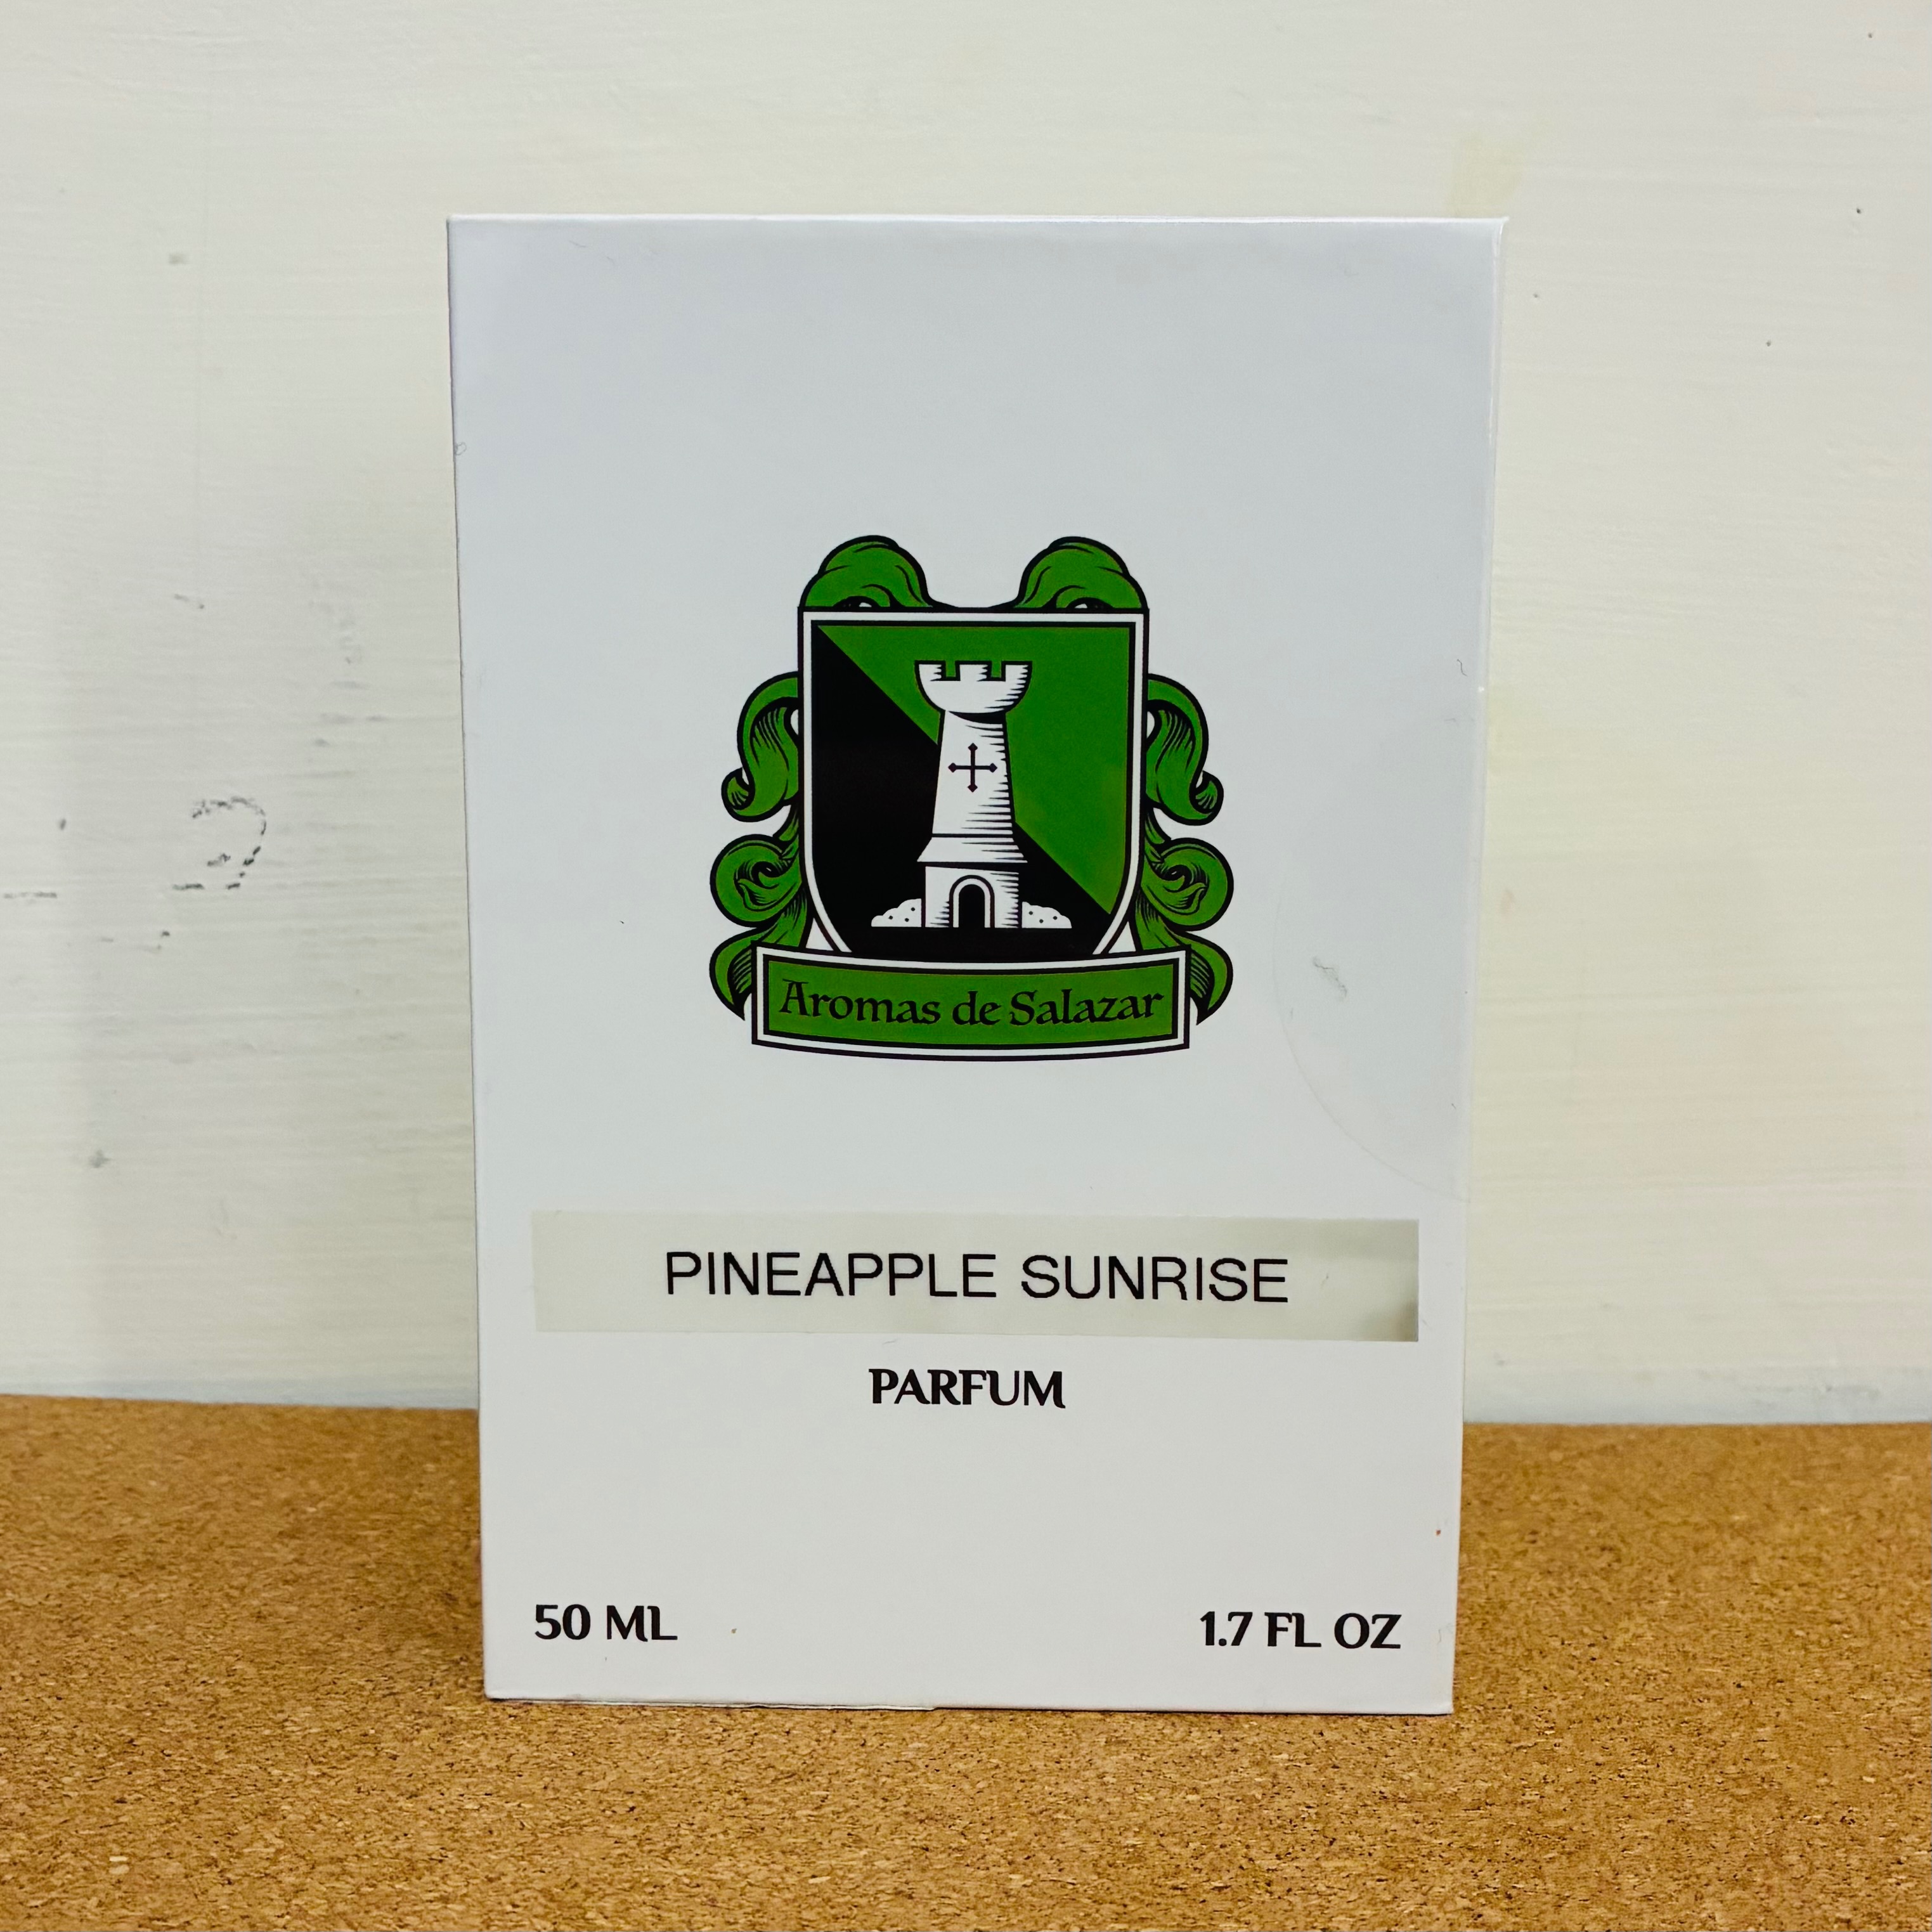 Aromas de Salazar
PINEAPPLE SUNRISE
PARFUM
50 ML
1.7 FL OZ